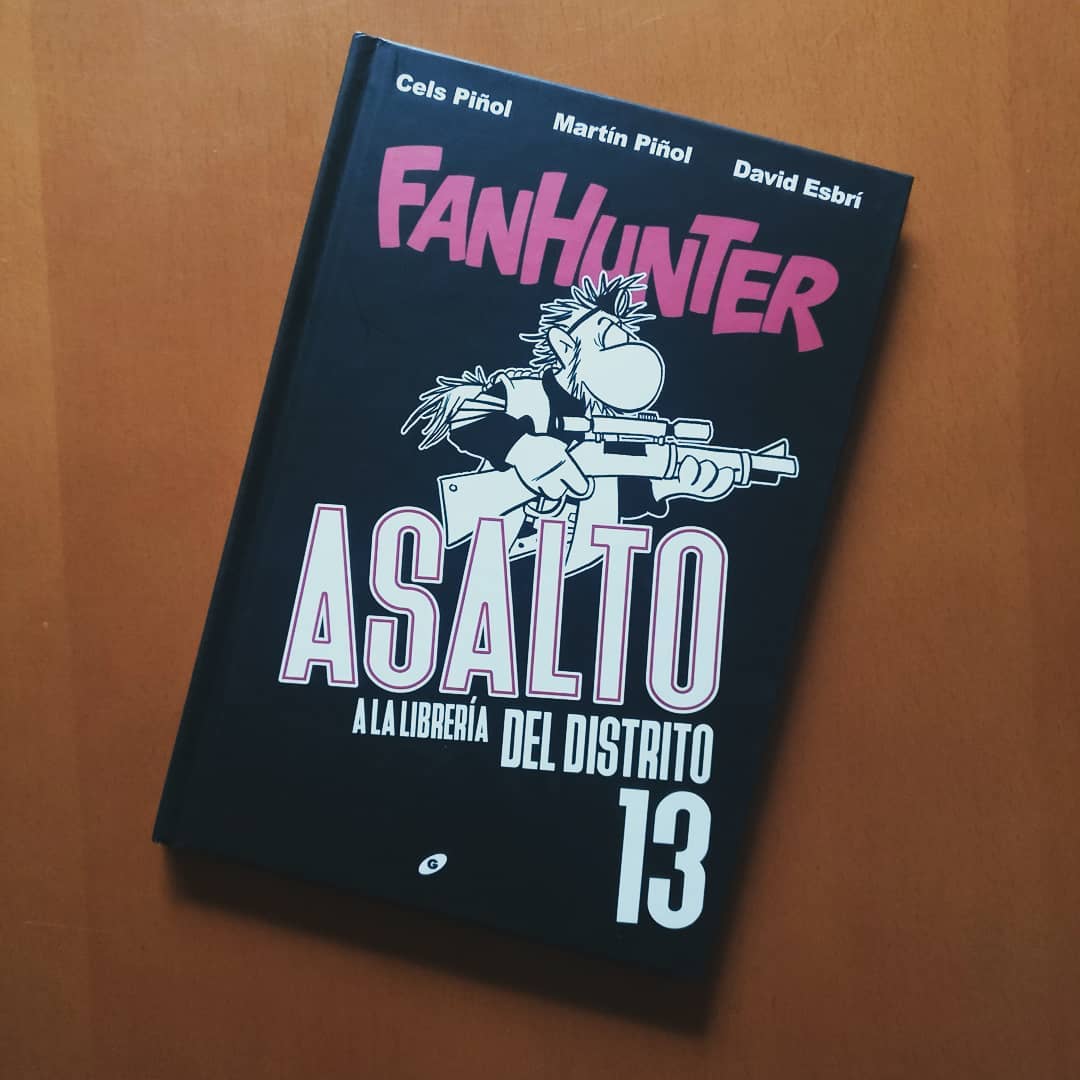 Cels Piñol Martín Piñol David Esbrí
FANHUNTER
ASALTO
A LA LIBRERÍA DEL DISTRITO
13
G